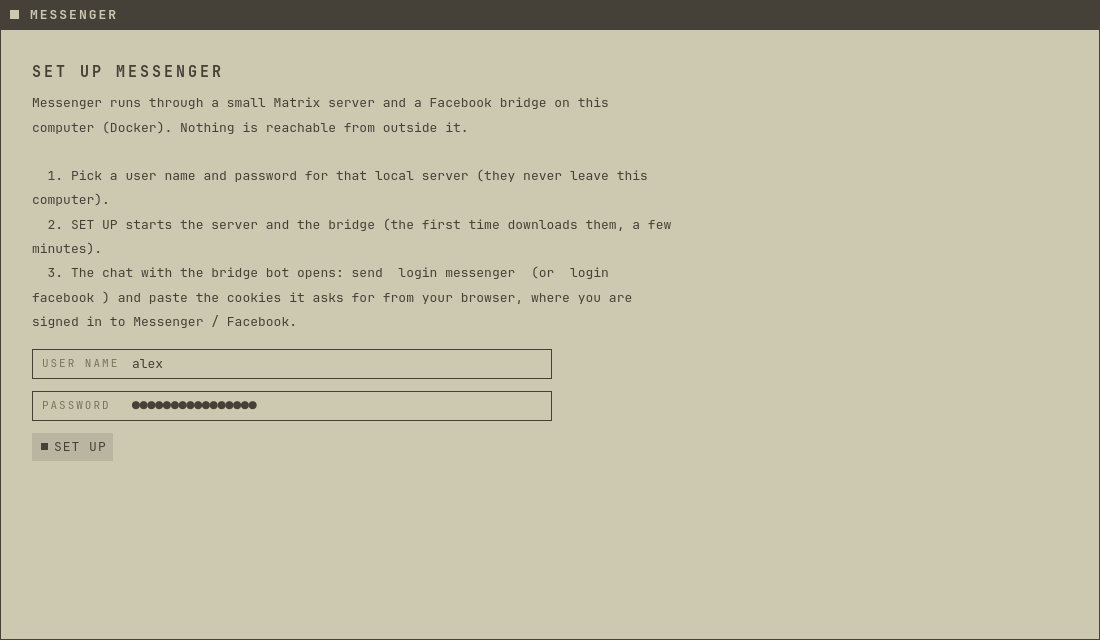 MESSENGER
SET UP MESSENGER
Messenger runs through a small Matrix server and a Facebook bridge on this
computer (Docker). Nothing is reachable from outside it.
1. Pick a user name and password for that local server (they never leave this
computer).
2. SET UP starts the server and the bridge (the first time downloads them, a few
minutes).
3. The chat with the bridge bot opens: send  login messenger  (or  login
facebook ) and paste the cookies it asks for from your browser, where you are
signed in to Messenger / Facebook.
USER NAME alex
PASSWORD ●●●●●●●●●●●●●●●●
SET UP